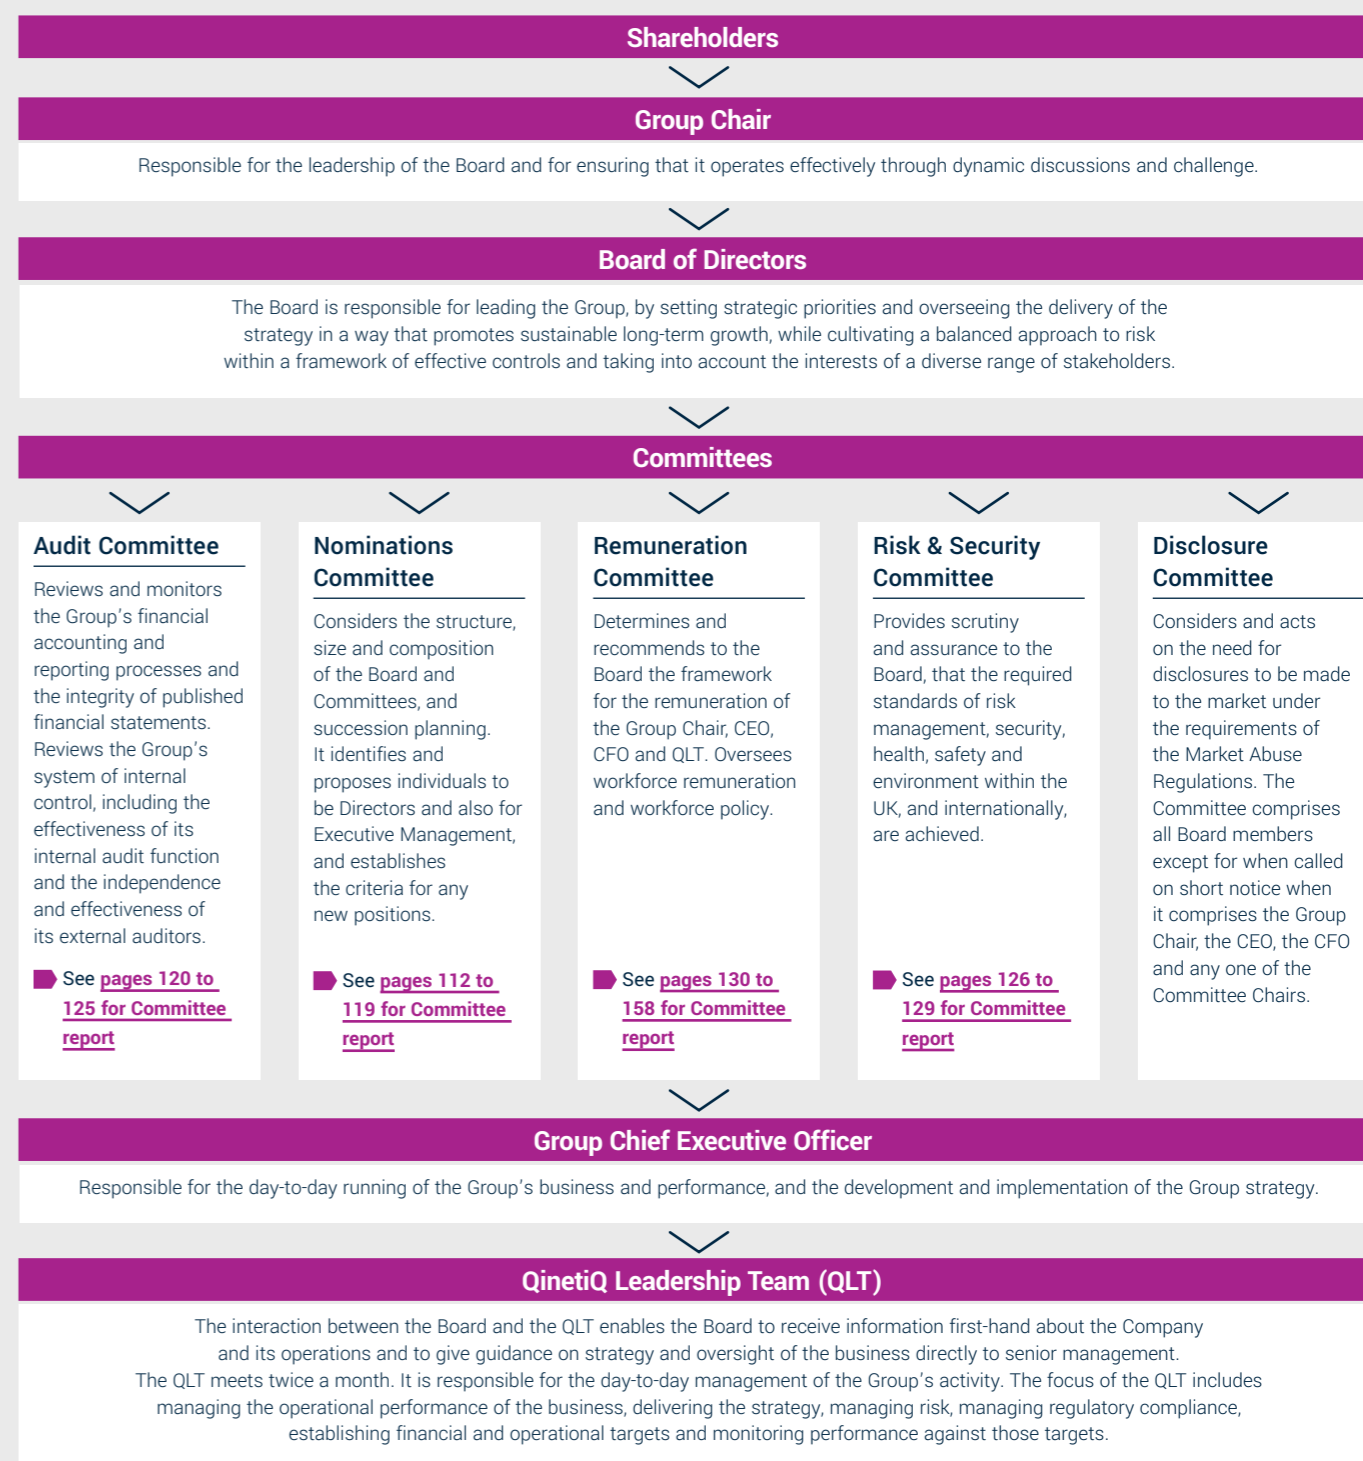 Shareholders
Group Chair
Responsible for the leadership of the Board and for ensuring that it operates effectively through dynamic discussions and challenge.
Board of Directors
The Board is responsible for leading the Group, by setting strategic priorities and overseeing the delivery of the
strategy in a way that promotes sustainable long-term growth, while cultivating a balanced approach to risk
within a framework of effective controls and taking into account the interests of a diverse range of stakeholders.
Committees
Audit Committee
Reviews and monitors
the Group's financial
accounting and
reporting processes and
the integrity of published
financial statements.
Reviews the Group's
system of internal
control, including the
effectiveness of its
internal audit function
and the independence
and effectiveness of
its external auditors.
See pages 120 to
125 for Committee
report
Nominations
Committee
Considers the structure,
size and composition
of the Board and
Committees, and
succession planning.
It identifies and
proposes individuals to
be Directors and also for
Executive Management,
and establishes
the criteria for any
new positions.
See pages 112 to
119 for Committee
report
Remuneration
Committee
Determines and
recommends to the
Board the framework
for the remuneration of
the Group Chair, CEO,
CFO and QLT. Oversees
workforce remuneration
and workforce policy.
See pages 130 to
158 for Committee
report
Risk & Security
Committee
Provides scrutiny
and assurance to the
Board, that the required
standards of risk
management, security,
health, safety and
environment within the
UK, and internationally,
are achieved.
See pages 126 to
129 for Committee
report
Disclosure
Committee
Considers and acts
on the need for
disclosures to be made
to the market under
the requirements of
the Market Abuse
Regulations. The
Committee comprises
all Board members
except for when called
on short notice when
it comprises the Group
Chair, the CEO, the CFO
and any one of the
Committee Chairs.
Group Chief Executive Officer
Responsible for the day-to-day running of the Group's business and performance, and the development and implementation of the Group strategy.
QinetiQ Leadership Team (QLT)
The interaction between the Board and the QLT enables the Board to receive information first-hand about the Company
and its operations and to give guidance on strategy and oversight of the business directly to senior management.
The QLT meets twice a month. It is responsible for the day-to-day management of the Group's activity. The focus of the QLT includes
managing the operational performance of the business, delivering the strategy, managing risk, managing regulatory compliance,
establishing financial and operational targets and monitoring performance against those targets.